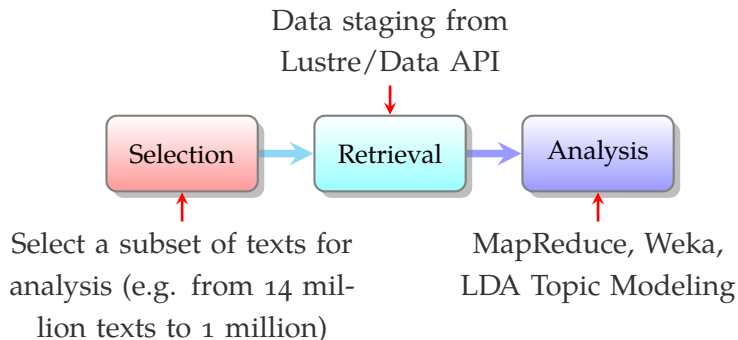 Data staging from
Lustre/Data API
Selection
Retrieval
Analysis
Select a subset of texts for
analysis (e.g. from 14 mil-
lion texts to 1 million)
MapReduce, Weka,
LDA Topic Modeling